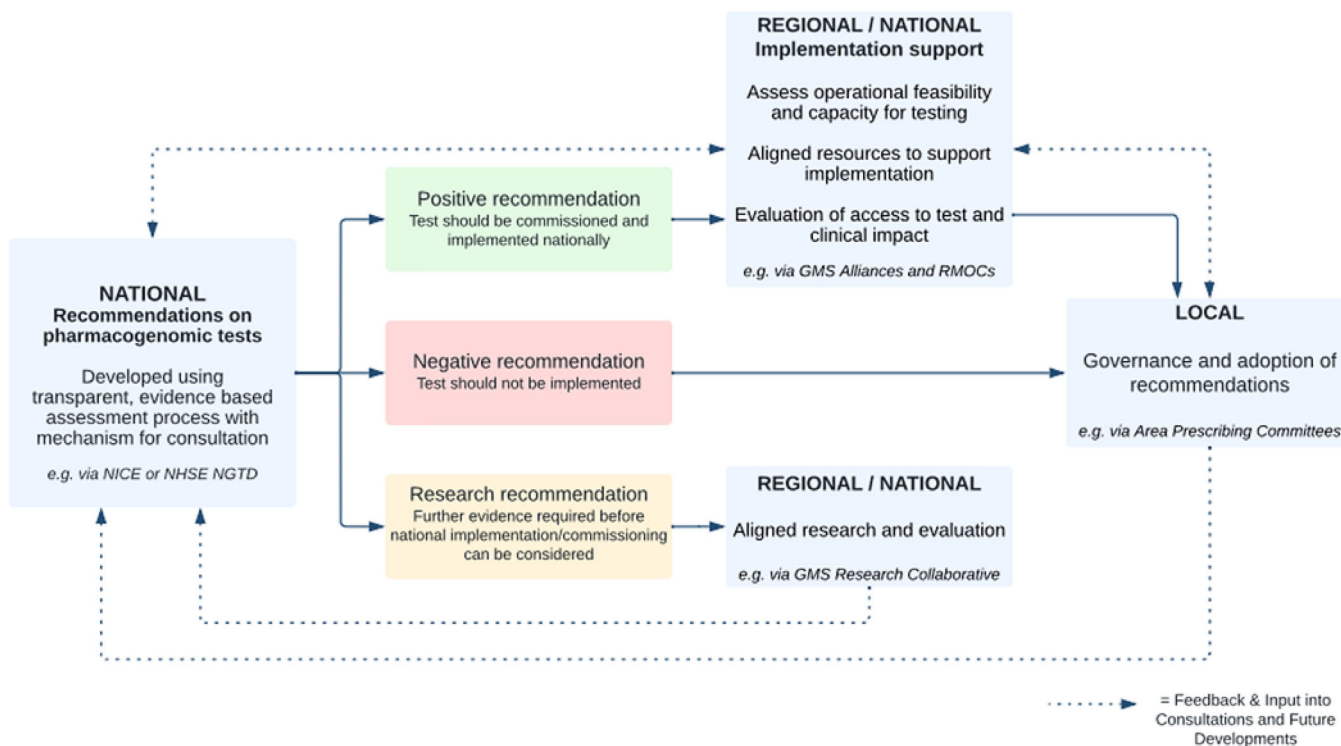 REGIONAL / NATIONAL
Implementation support
Assess operational feasibility
and capacity for testing
Aligned resources to support
implementation
Evaluation of access to test and
clinical impact
e.g. via GMS Alliances and RMOCs
Positive recommendation
Test should be commissioned and
implemented nationally
NATIONAL
Recommendations on
pharmacogenomic tests
Developed using
transparent, evidence based
assessment process with
mechanism for consultation
e.g. via NICE or NHSE NGTD
Negative recommendation
Test should not be implemented
LOCAL
Governance and adoption of
recommendations
e.g. via Area Prescribing Committees
Research recommendation
Further evidence required before
national implementation/commissioning
can be considered
REGIONAL / NATIONAL
Aligned research and evaluation
e.g. via GMS Research Collaborative
= Feedback & Input into
Consultations and Future
Developments